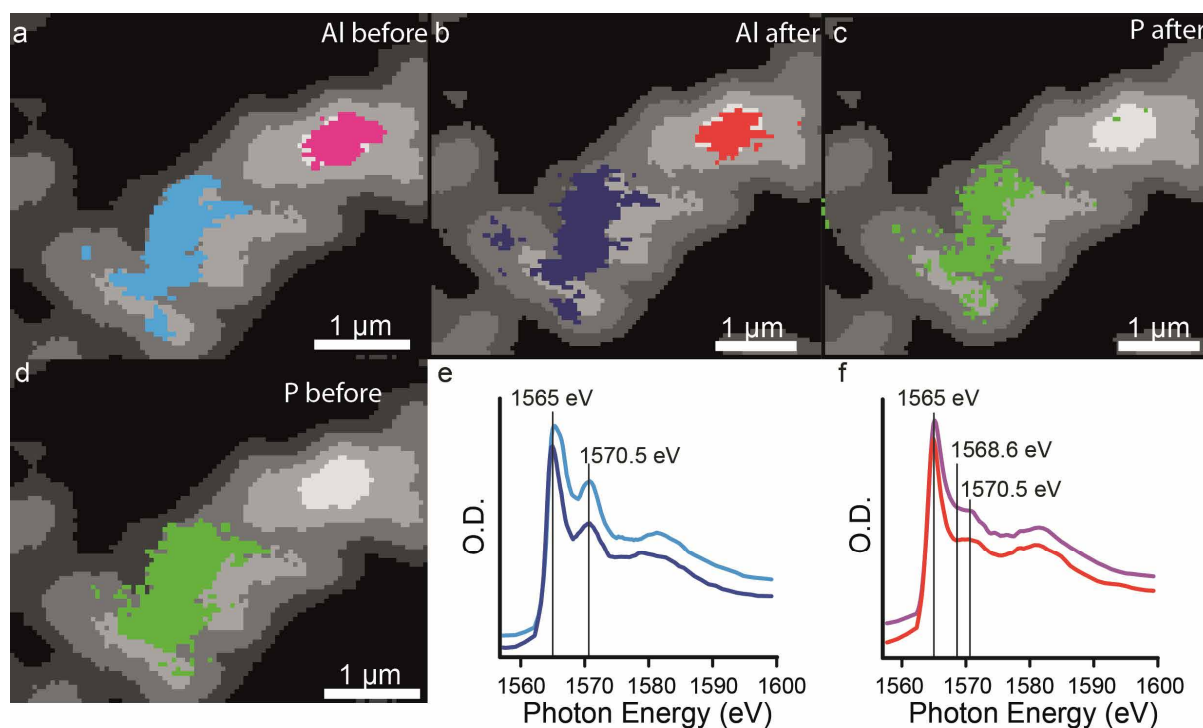 a
Al before
b
Al after
c
P after
1 µm
1 µm
1 µm
d
P before
1 µm
e
1565 eV
1570.5 eV
O.D.
1560 1570 1580 1590 1600
Photon Energy (eV)
f
1565 eV
1568.6 eV
1570.5 eV
O.D.
1560 1570 1580 1590 1600
Photon Energy (eV)